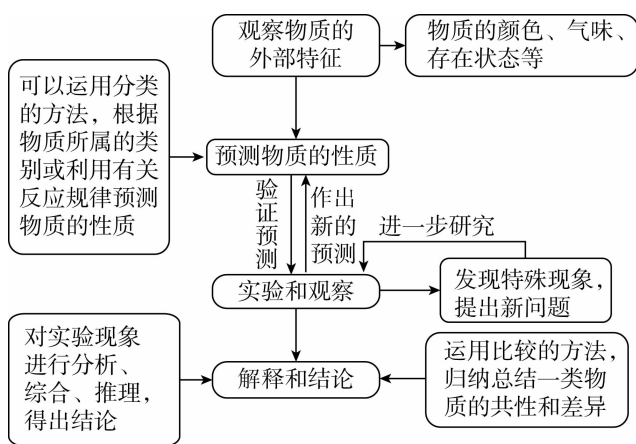 观察物质的
外部特征
物质的颜色、气味、
存在状态等
可以运用分类
的方法，根据
物质所属的类
别或利用有关
反应规律预测
物质的性质
预测物质的性质
验证预测
作出
新的
预测
进一步研究
实验和观察
发现特殊现象，
提出新问题
对实验现象
进行分析、
综合、推理，
得出结论
解释和结论
运用比较的方法，
归纳总结一类物
质的共性和差异